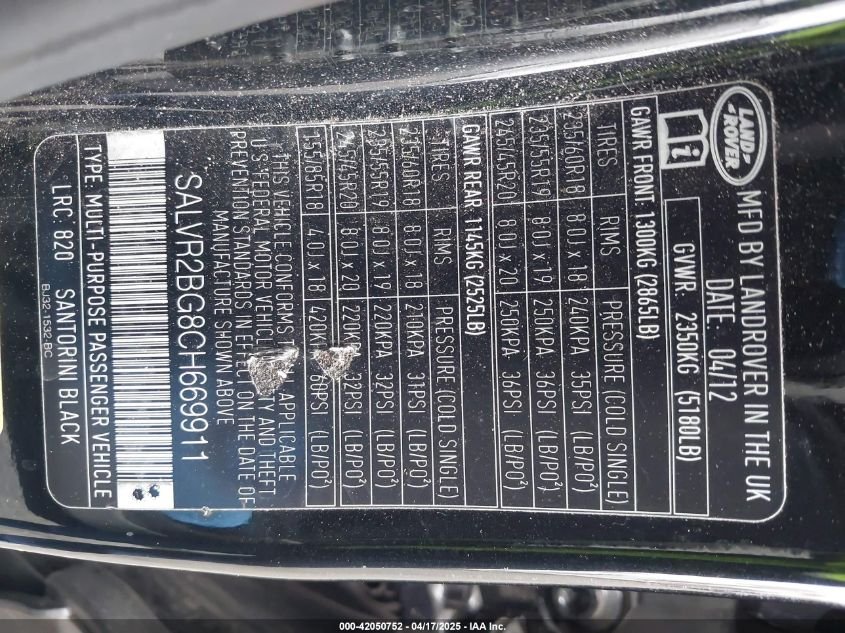 LAND
ROVER
MFD BY LANDROVER IN THE UK
DATE: 04/12
GVWR: 2350KG (5180LB)
GAWR FRONT: 1300KG (2865LB)
TIRES RIMS PRESSURE (COLD SINGLE)
235/60R18 8.0J x 18 240KPA 35PSI (LB/PO²)
235/55R19 8.0J x 19 250KPA 36PSI (LB/PO²)
245/45R20 8.0J x 20 250KPA 36PSI (LB/PO²)
GAWR REAR: 1145KG (2525LB)
TIRES RIMS PRESSURE (COLD SINGLE)
235/60R18 8.0J x 18 210KPA 31PSI (LB/PO²)
235/55R19 8.0J x 19 220KPA 32PSI (LB/PO²)
245/45R20 8.0J x 20 220K 32PSI (LB/PO²)
155/85R18 4.0J x 18 420K 60PSI (LB/PO²)
THIS VEHICLE CONFORMS APPLICABLE
U.S. FEDERAL MOTOR VEHICL TY AND THEFT
PREVENTION STANDARDS IN EFFECT ON THE DATE OF
MANUFACTURE SHOWN ABOVE
SALVR2BG8CH669911
TYPE: MULTI-PURPOSE PASSENGER VEHICLE
LRC: 820 SANTORINI BLACK
BJ32-1532-BC
000-42050752 - 04/17/2025 - IAA Inc.